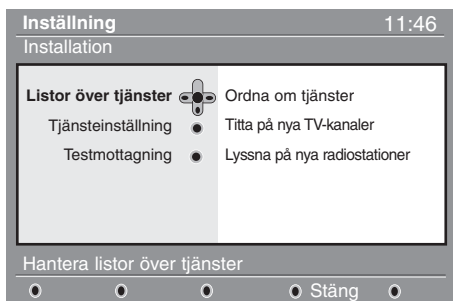 Inställning 11:46
Installation
Listor över tjänster Ordna om tjänster
Tjänsteinställning Titta på nya TV-kanaler
Testmottagning Lyssna på nya radiostationer
Hantera listor över tjänster
Stäng